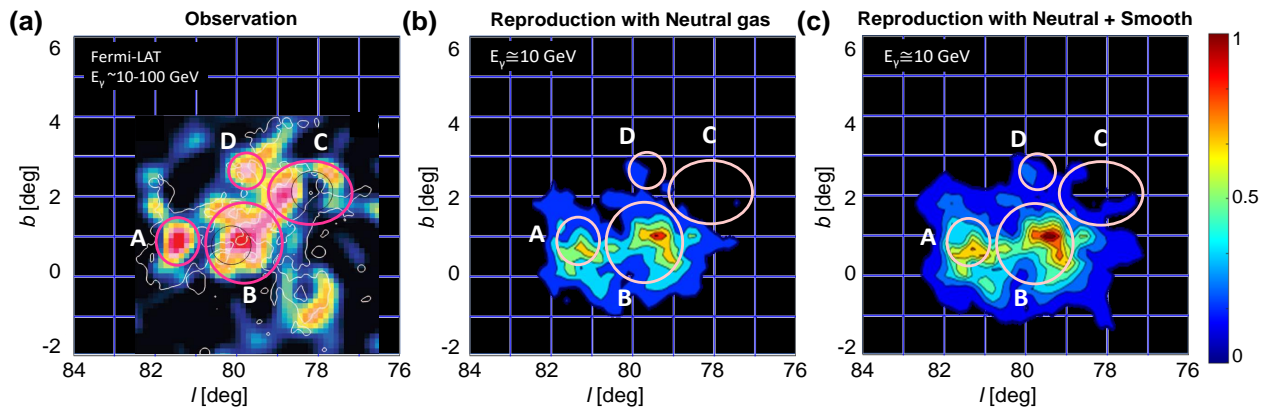 (a) Observation
Fermi-LAT
Eγ ~10-100 GeV
D
C
A
B
6
4
2
0
-2
b [deg]
84 82 80 78 76
l [deg]
(b) Reproduction with Neutral gas
Eγ≅10 GeV
D
C
A
B
6
4
2
0
-2
b [deg]
84 82 80 78 76
l [deg]
(c) Reproduction with Neutral + Smooth
Eγ≅10 GeV
D
C
A
B
6
4
2
0
-2
b [deg]
84 82 80 78 76
l [deg]
1
0.5
0